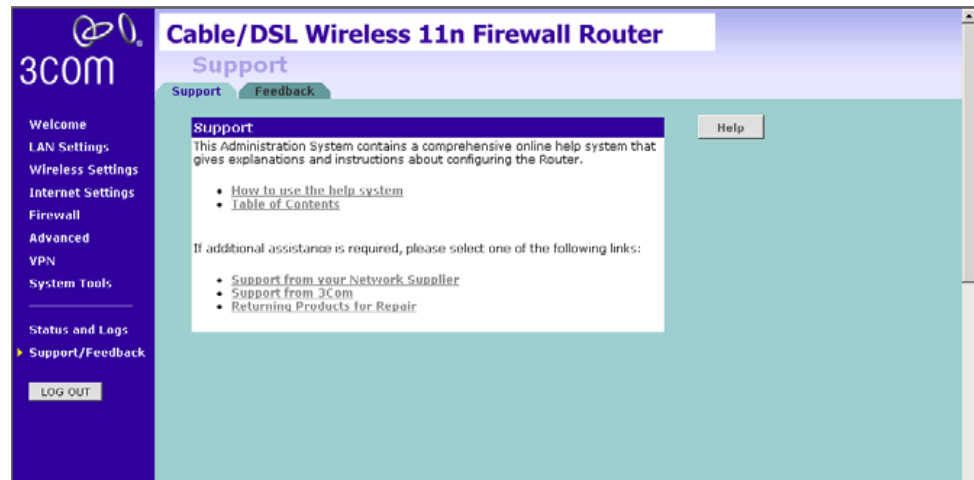 3COM
Cable/DSL Wireless 11n Firewall Router
Support
Support
Feedback
Welcome
LAN Settings
Wireless Settings
Internet Settings
Firewall
Advanced
VPN
System Tools
Status and Logs
Support/Feedback
LOG OUT
Support
This Administration System contains a comprehensive online help system that
gives explanations and instructions about configuring the Router.
How to use the help system
Table of Contents
If additional assistance is required, please select one of the following links:
Support from your Network Supplier
Support from 3Com
Returning Products for Repair
Help